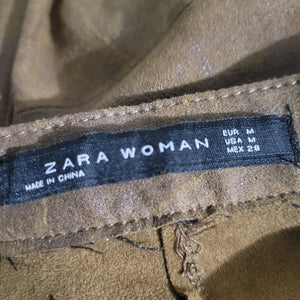 ZARA WOMAN
MADE IN CHINA
EUR M
USA M
MEX 28